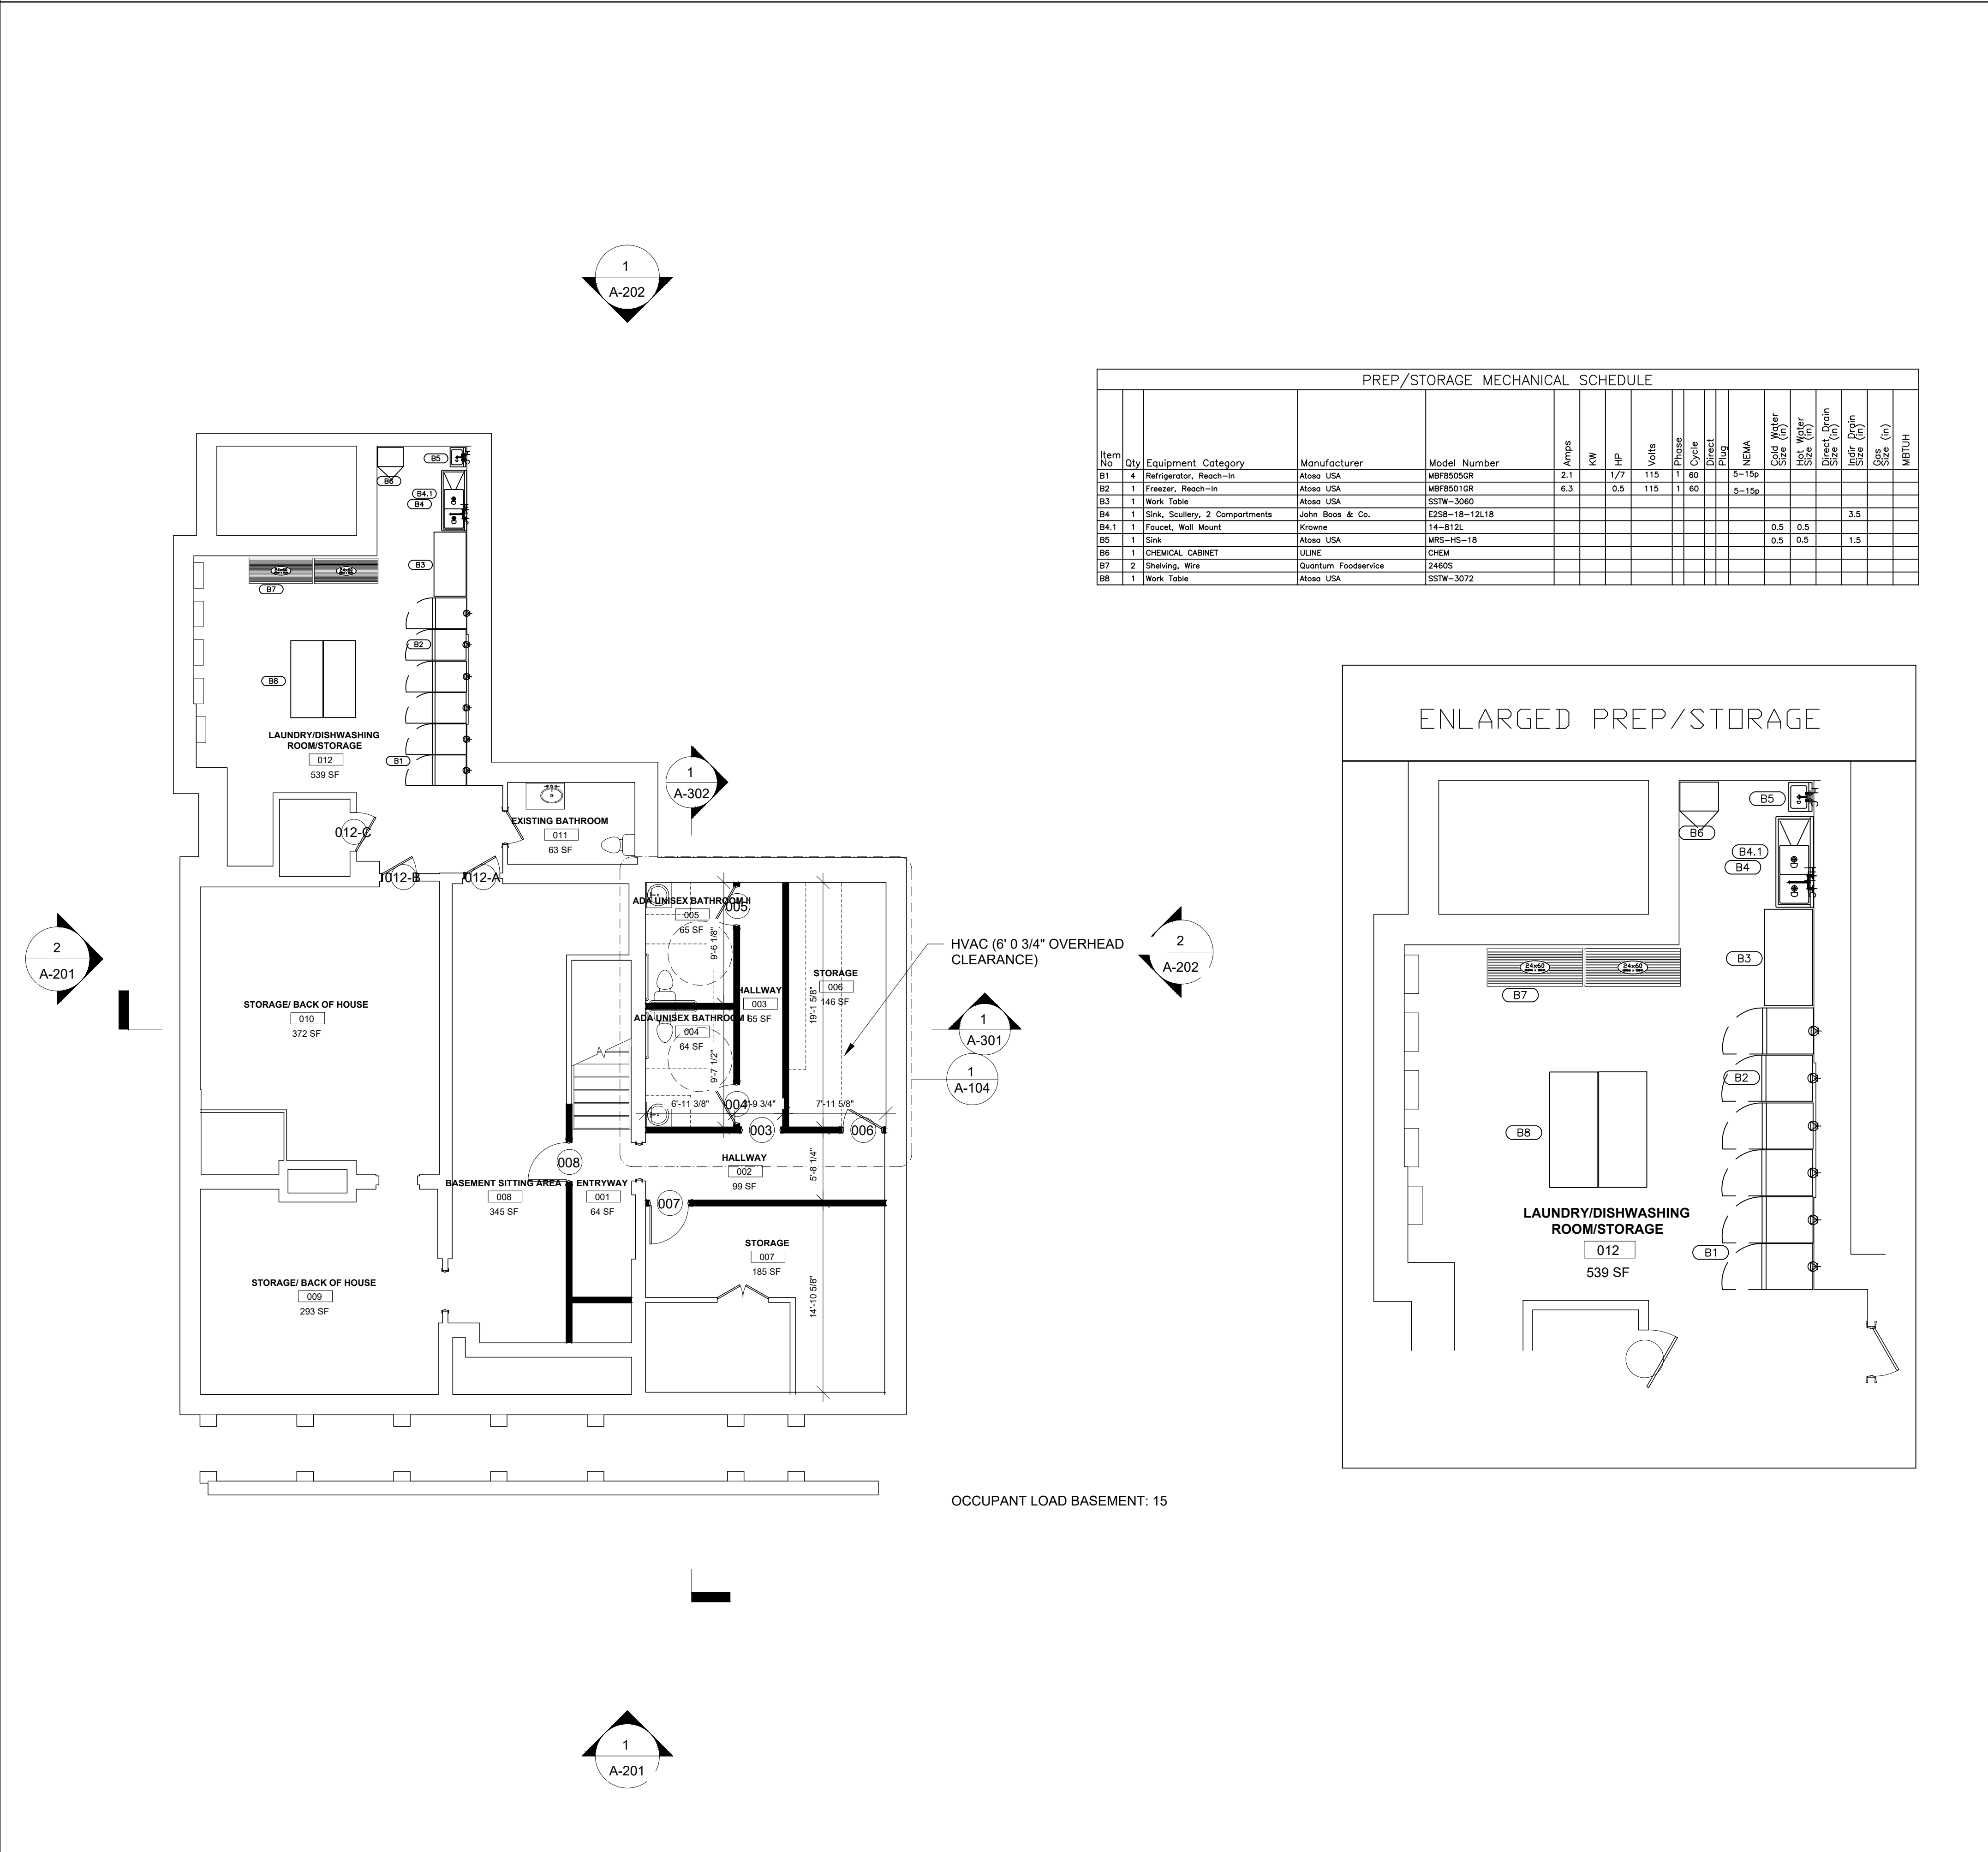 1
A-202
PREP/STORAGE MECHANICAL SCHEDULE
Item No Qty Equipment Category Manufacturer Model Number Amps KW HP Volts Phase Cycle Direct Plug NEMA Cold Water Size (in) Hot Water Size (in) Direct Drain Size (in) Indir Drain Size (in) Gas Size (in) MBTUH
B1 4 Refrigerator, Reach-In Atosa USA MBF8505GR 2.1 1/7 115 1 60 5-15p
B2 1 Freezer, Reach-In Atosa USA MBF8501GR 6.3 0.5 115 1 60 5-15p
B3 1 Work Table Atosa USA SSTW-3060
B4 1 Sink, Scullery, 2 Compartments John Boos & Co. E2S8-18-12L18 3.5
B4.1 1 Faucet, Wall Mount Krowne 14-812L 0.5 0.5
B5 1 Sink Atosa USA MRS-HS-18 0.5 0.5 1.5
B6 1 CHEMICAL CABINET ULINE CHEM
B7 2 Shelving, Wire Quantum Foodservice 2460S
B8 1 Work Table Atosa USA SSTW-3072
B5
B6
B4.1
B4
B3
24x60
24x60
B7
B2
B8
LAUNDRY/DISHWASHING
ROOM/STORAGE
012
539 SF
B1
1
A-302
EXISTING BATHROOM
011
63 SF
012-C
012-B
012-A
ADA UNISEX BATHROOM II
005
65 SF
005
9'-6 1/8"
2
A-201
HVAC (6' 0 3/4" OVERHEAD
CLEARANCE)
2
A-202
STORAGE
006
146 SF
19'-1 5/8"
HALLWAY
003
65 SF
STORAGE/ BACK OF HOUSE
010
372 SF
ADA UNISEX BATHROOM I
004
64 SF
9'-7 1/2"
1
A-301
1
A-104
6'-11 3/8"
004
-9 3/4"
7'-11 5/8"
003
006
008
HALLWAY
002
99 SF
5'-8 1/4"
BASEMENT SITTING AREA
008
345 SF
ENTRYWAY
001
64 SF
007
STORAGE
007
185 SF
14'-10 5/8"
STORAGE/ BACK OF HOUSE
009
293 SF
OCCUPANT LOAD BASEMENT: 15
1
A-201
ENLARGED PREP/STORAGE
B5
B6
B4.1
B4
B3
24x60
24x60
B7
B2
B8
LAUNDRY/DISHWASHING
ROOM/STORAGE
012
539 SF
B1